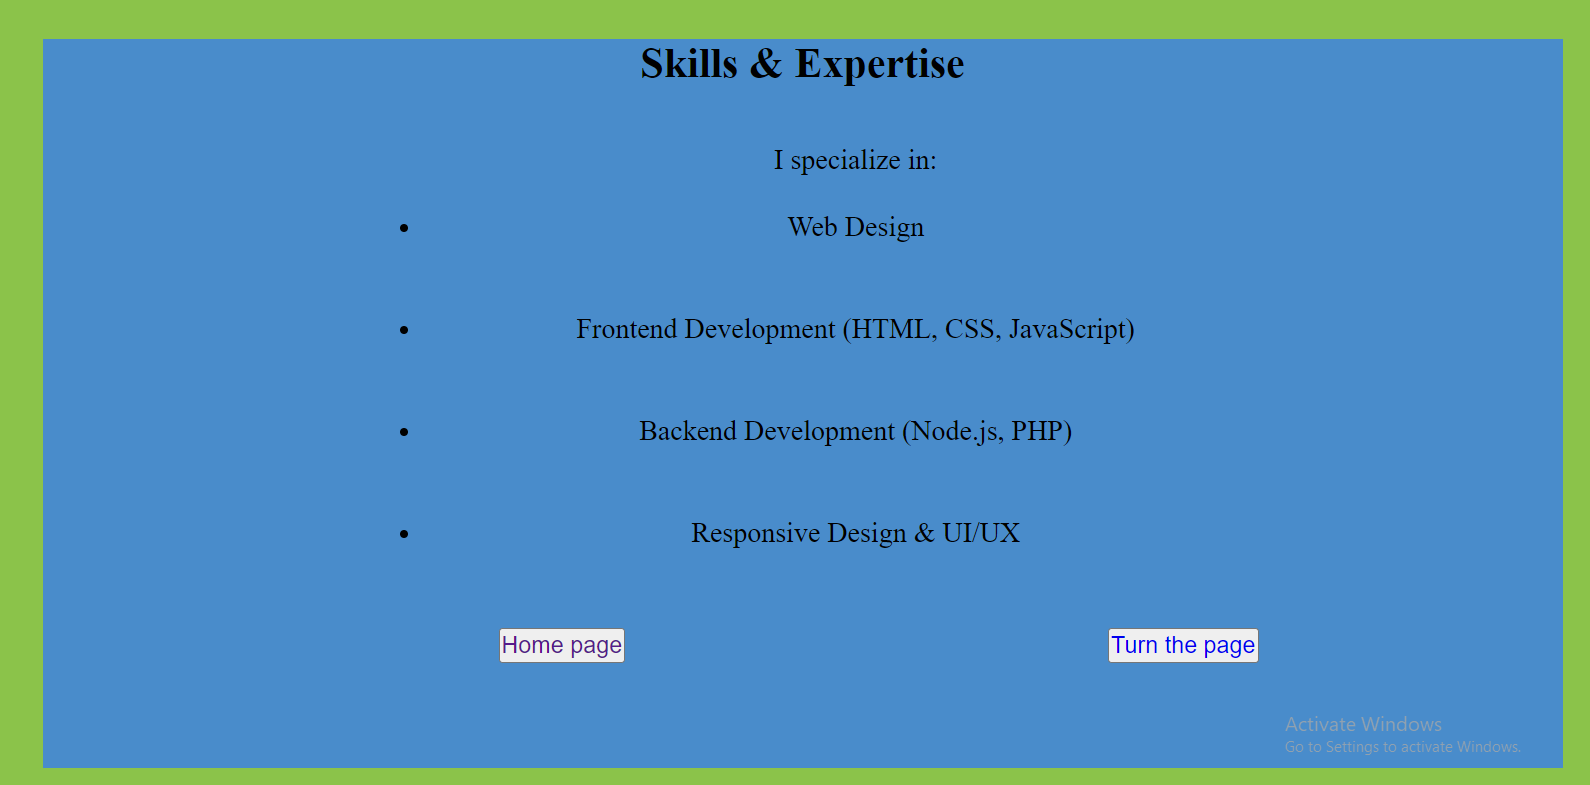 Skills & Expertise
I specialize in:
Web Design
Frontend Development (HTML, CSS, JavaScript)
Backend Development (Node.js, PHP)
Responsive Design & UI/UX
Home page
Turn the page
Activate Windows
Go to Settings to activate Windows.